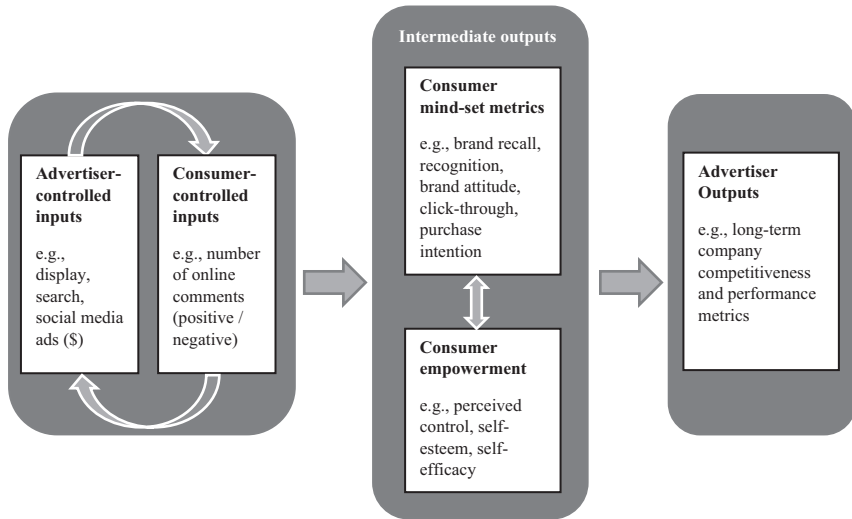 Advertiser-
controlled
inputs
e.g.,
display,
search,
social media
ads ($)
Consumer-
controlled
inputs
e.g., number
of online
comments
(positive /
negative)
Intermediate outputs
Consumer
mind-set metrics
e.g., brand recall,
recognition,
brand attitude,
click-through,
purchase
intention
Consumer
empowerment
e.g., perceived
control, self-
esteem, self-
efficacy
Advertiser
Outputs
e.g., long-term
company
competitiveness
and performance
metrics